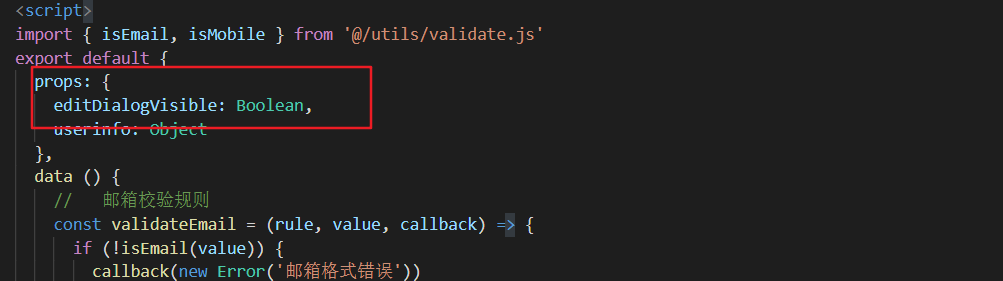 <script>
import { isEmail, isMobile } from '@/utils/validate.js'
export default {
props: {
editDialogVisible: Boolean,
userinfo: Object
},
data () {
// 邮箱校验规则
const validateEmail = (rule, value, callback) => {
if (!isEmail(value)) {
callback(new Error('邮箱格式错误'))